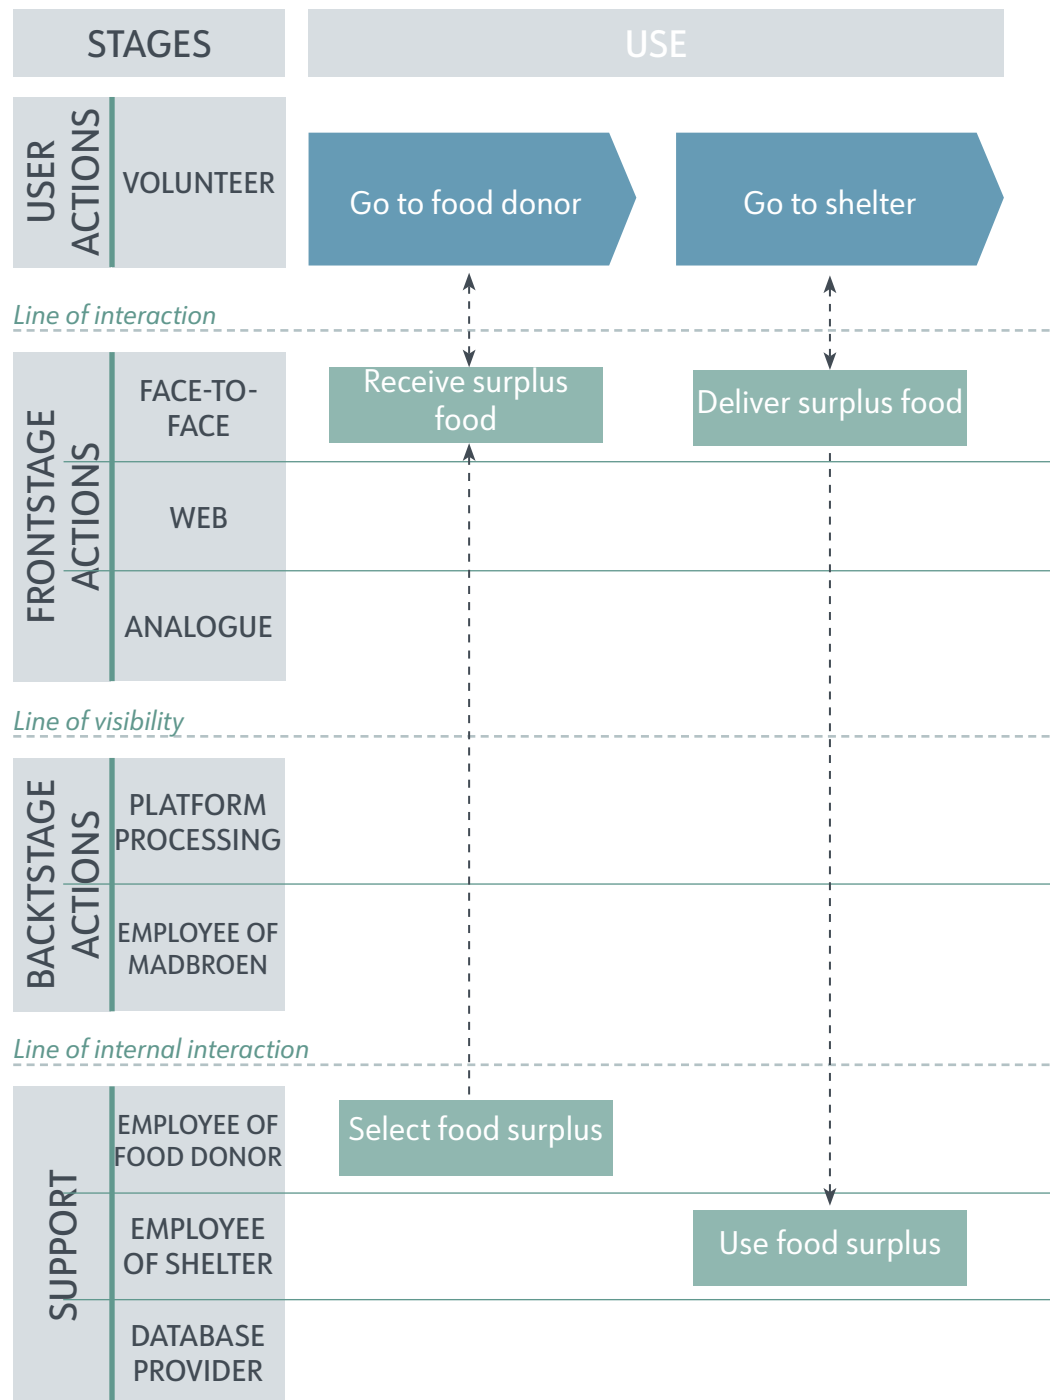 STAGES
USE
USER
ACTIONS
VOLUNTEER
Go to food donor
Go to shelter
Line of interaction
FRONTSTAGE
ACTIONS
FACE-TO-
FACE
Receive surplus
food
Deliver surplus food
WEB
ANALOGUE
Line of visibility
BACKTSTAGE
ACTIONS
PLATFORM
PROCESSING
EMPLOYEE OF
MADBROEN
Line of internal interaction
SUPPORT
EMPLOYEE OF
FOOD DONOR
Select food surplus
EMPLOYEE
OF SHELTER
Use food surplus
DATABASE
PROVIDER